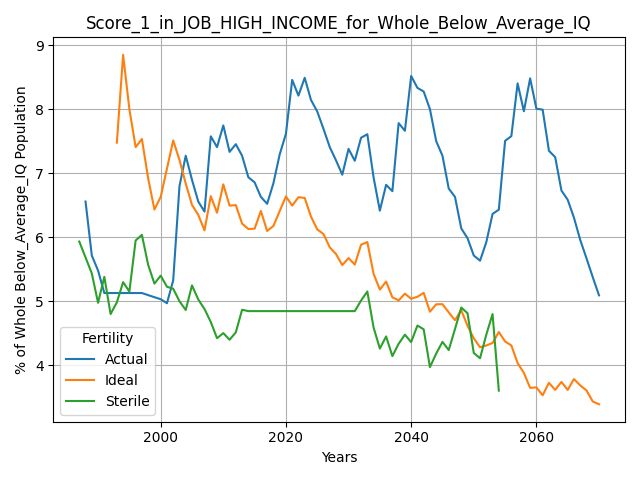 Score_1_in_JOB_HIGH_INCOME_for_Whole_Below_Average_IQ
% of Whole Below_Average_IQ Population
9
8
7
6
5
4
Fertility
Actual
Ideal
Sterile
2000
2020
2040
2060
Years